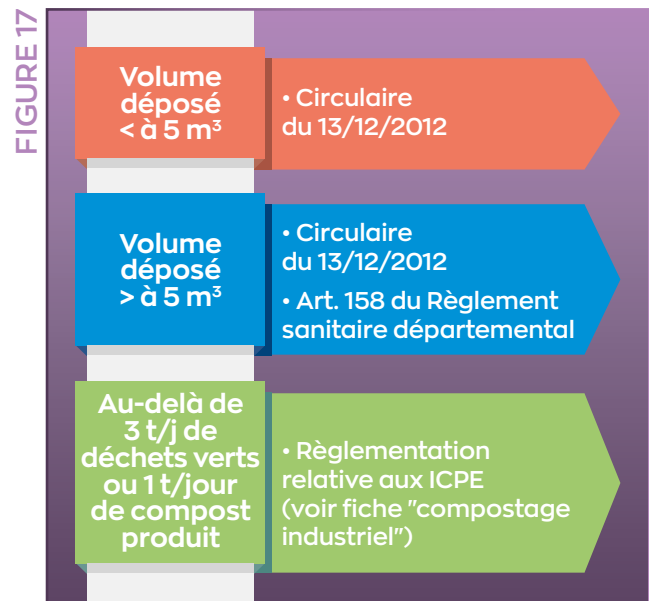 FIGURE 17
Volume
déposé
< à 5 m³
• Circulaire
du 13/12/2012
Volume
déposé
> à 5 m³
• Circulaire
du 13/12/2012
• Art. 158 du Règlement
sanitaire départemental
Au-delà de
3 t/j de
déchets verts
ou 1 t/jour
de compost
produit
• Règlementation
relative aux ICPE
(voir fiche "compostage
industriel")